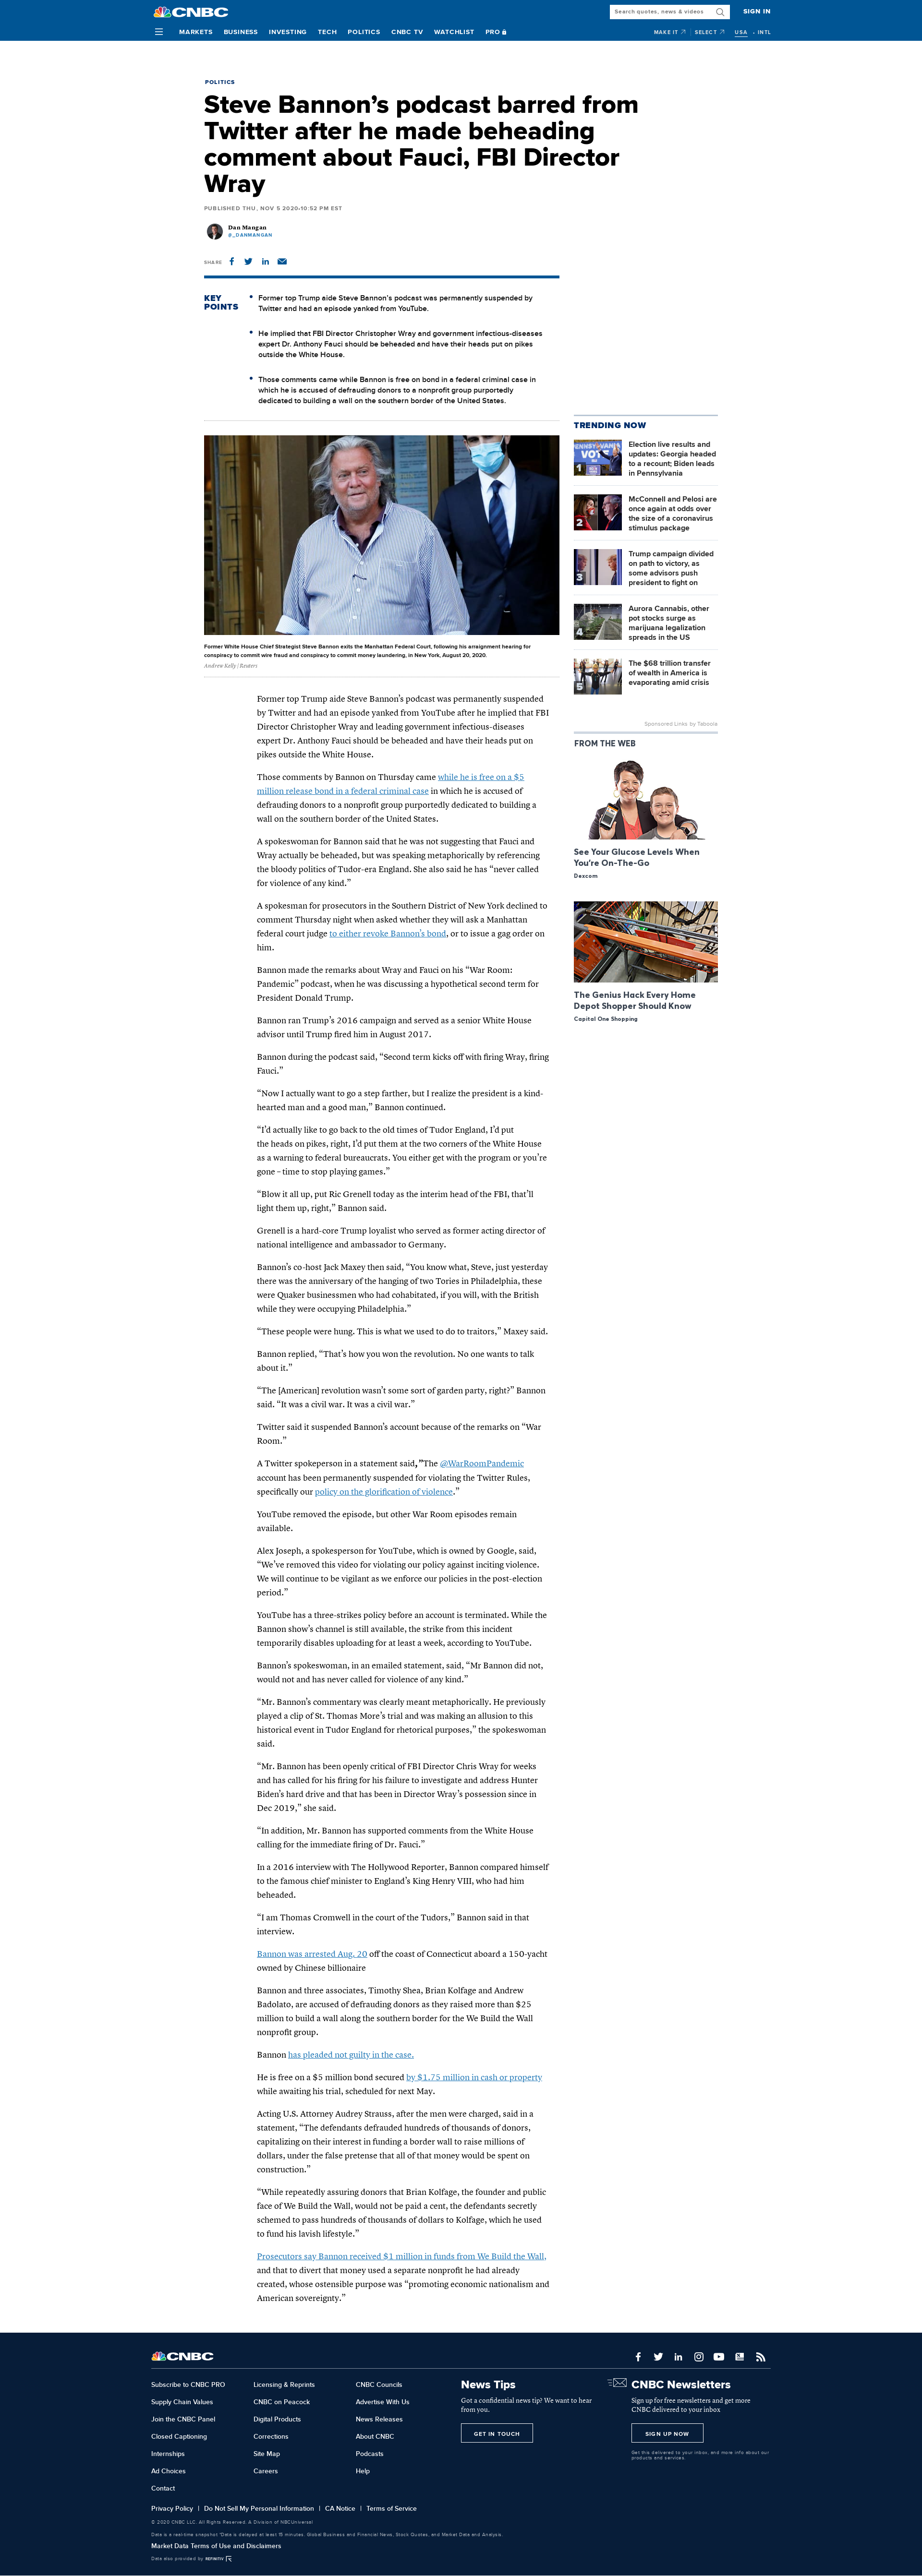 CNBC
Search quotes, news & videos
SIGN IN
MARKETS BUSINESS INVESTING TECH POLITICS CNBC TV WATCHLIST PRO
MAKE IT SELECT USA • INTL
POLITICS
Steve Bannon’s podcast barred from
Twitter after he made beheading
comment about Fauci, FBI Director
Wray
PUBLISHED THU, NOV 5 2020•10:52 PM EST
Dan Mangan
@_DANMANGAN
SHARE
KEY
POINTS
Former top Trump aide Steve Bannon’s podcast was permanently suspended by
Twitter and had an episode yanked from YouTube.
He implied that FBI Director Christopher Wray and government infectious-diseases
expert Dr. Anthony Fauci should be beheaded and have their heads put on pikes
outside the White House.
Those comments came while Bannon is free on bond in a federal criminal case in
which he is accused of defrauding donors to a nonprofit group purportedly
dedicated to building a wall on the southern border of the United States.
Former White House Chief Strategist Steve Bannon exits the Manhattan Federal Court, following his arraignment hearing for
conspiracy to commit wire fraud and conspiracy to commit money laundering, in New York, August 20, 2020.
Andrew Kelly | Reuters
Former top Trump aide Steve Bannon’s podcast was permanently suspended
by Twitter and had an episode yanked from YouTube after he implied that FBI
Director Christopher Wray and leading government infectious-diseases
expert Dr. Anthony Fauci should be beheaded and have their heads put on
pikes outside the White House.
Those comments by Bannon on Thursday came while he is free on a $5
million release bond in a federal criminal case in which he is accused of
defrauding donors to a nonprofit group purportedly dedicated to building a
wall on the southern border of the United States.
A spokeswoman for Bannon said that he was not suggesting that Fauci and
Wray actually be beheaded, but was speaking metaphorically by referencing
the bloody politics of Tudor-era England. She also said he has “never called
for violence of any kind.”
A spokesman for prosecutors in the Southern District of New York declined to
comment Thursday night when asked whether they will ask a Manhattan
federal court judge to either revoke Bannon’s bond, or to issue a gag order on
him.
Bannon made the remarks about Wray and Fauci on his “War Room:
Pandemic” podcast, when he was discussing a hypothetical second term for
President Donald Trump.
Bannon ran Trump’s 2016 campaign and served as a senior White House
advisor until Trump fired him in August 2017.
Bannon during the podcast said, “Second term kicks off with firing Wray, firing
Fauci.”
“Now I actually want to go a step farther, but I realize the president is a kind-
hearted man and a good man,” Bannon continued.
“I’d actually like to go back to the old times of Tudor England, I’d put
the heads on pikes, right, I’d put them at the two corners of the White House
as a warning to federal bureaucrats. You either get with the program or you’re
gone – time to stop playing games.”
“Blow it all up, put Ric Grenell today as the interim head of the FBI, that’ll
light them up, right,” Bannon said.
Grenell is a hard-core Trump loyalist who served as former acting director of
national intelligence and ambassador to Germany.
Bannon’s co-host Jack Maxey then said, “You know what, Steve, just yesterday
there was the anniversary of the hanging of two Tories in Philadelphia, these
were Quaker businessmen who had cohabitated, if you will, with the British
while they were occupying Philadelphia.”
“These people were hung. This is what we used to do to traitors,” Maxey said.
Bannon replied, “That’s how you won the revolution. No one wants to talk
about it.”
“The [American] revolution wasn’t some sort of garden party, right?” Bannon
said. “It was a civil war. It was a civil war.”
Twitter said it suspended Bannon’s account because of the remarks on “War
Room.”
A Twitter spokeperson in a statement said,”The @WarRoomPandemic
account has been permanently suspended for violating the Twitter Rules,
specifically our policy on the glorification of violence.”
YouTube removed the episode, but other War Room episodes remain
available.
Alex Joseph, a spokesperson for YouTube, which is owned by Google, said,
“We’ve removed this video for violating our policy against inciting violence.
We will continue to be vigilant as we enforce our policies in the post-election
period.”
YouTube has a three-strikes policy before an account is terminated. While the
Bannon show’s channel is still available, the strike from this incident
temporarily disables uploading for at least a week, according to YouTube.
Bannon’s spokeswoman, in an emailed statement, said, “Mr Bannon did not,
would not and has never called for violence of any kind.”
“Mr. Bannon’s commentary was clearly meant metaphorically. He previously
played a clip of St. Thomas More’s trial and was making an allusion to this
historical event in Tudor England for rhetorical purposes,” the spokeswoman
said.
“Mr. Bannon has been openly critical of FBI Director Chris Wray for weeks
and has called for his firing for his failure to investigate and address Hunter
Biden’s hard drive and that has been in Director Wray’s possession since in
Dec 2019,” she said.
“In addition, Mr. Bannon has supported comments from the White House
calling for the immediate firing of Dr. Fauci.”
In a 2016 interview with The Hollywood Reporter, Bannon compared himself
to the famous chief minister to England’s King Henry VIII, who had him
beheaded.
“I am Thomas Cromwell in the court of the Tudors,” Bannon said in that
interview.
Bannon was arrested Aug. 20 off the coast of Connecticut aboard a 150-yacht
owned by Chinese billionaire
Bannon and three associates, Timothy Shea, Brian Kolfage and Andrew
Badolato, are accused of defrauding donors as they raised more than $25
million to build a wall along the southern border for the We Build the Wall
nonprofit group.
Bannon has pleaded not guilty in the case.
He is free on a $5 million bond secured by $1.75 million in cash or property
while awaiting his trial, scheduled for next May.
Acting U.S. Attorney Audrey Strauss, after the men were charged, said in a
statement, “The defendants defrauded hundreds of thousands of donors,
capitalizing on their interest in funding a border wall to raise millions of
dollars, under the false pretense that all of that money would be spent on
construction.”
“While repeatedly assuring donors that Brian Kolfage, the founder and public
face of We Build the Wall, would not be paid a cent, the defendants secretly
schemed to pass hundreds of thousands of dollars to Kolfage, which he used
to fund his lavish lifestyle.”
Prosecutors say Bannon received $1 million in funds from We Build the Wall,
and that to divert that money used a separate nonprofit he had already
created, whose ostensible purpose was “promoting economic nationalism and
American sovereignty.”
TRENDING NOW
1
Election live results and
updates: Georgia headed
to a recount; Biden leads
in Pennsylvania
2
McConnell and Pelosi are
once again at odds over
the size of a coronavirus
stimulus package
3
Trump campaign divided
on path to victory, as
some advisors push
president to fight on
4
Aurora Cannabis, other
pot stocks surge as
marijuana legalization
spreads in the US
5
The $68 trillion transfer
of wealth in America is
evaporating amid crisis
Sponsored Links by Taboola
FROM THE WEB
See Your Glucose Levels When
You're On-The-Go
Dexcom
The Genius Hack Every Home
Depot Shopper Should Know
Capital One Shopping
CNBC
Subscribe to CNBC PRO
Supply Chain Values
Join the CNBC Panel
Closed Captioning
Internships
Ad Choices
Contact
Licensing & Reprints
CNBC on Peacock
Digital Products
Corrections
Site Map
Careers
CNBC Councils
Advertise With Us
News Releases
About CNBC
Podcasts
Help
News Tips
Got a confidential news tip? We want to hear
from you.
GET IN TOUCH
CNBC Newsletters
Sign up for free newsletters and get more
CNBC delivered to your inbox
SIGN UP NOW
Get this delivered to your inbox, and more info about our
products and services.
Privacy Policy | Do Not Sell My Personal Information | CA Notice | Terms of Service
© 2020 CNBC LLC. All Rights Reserved. A Division of NBCUniversal
Data is a real-time snapshot *Data is delayed at least 15 minutes. Global Business and Financial News, Stock Quotes, and Market Data and Analysis.
Market Data Terms of Use and Disclaimers
Data also provided by REFINITIV